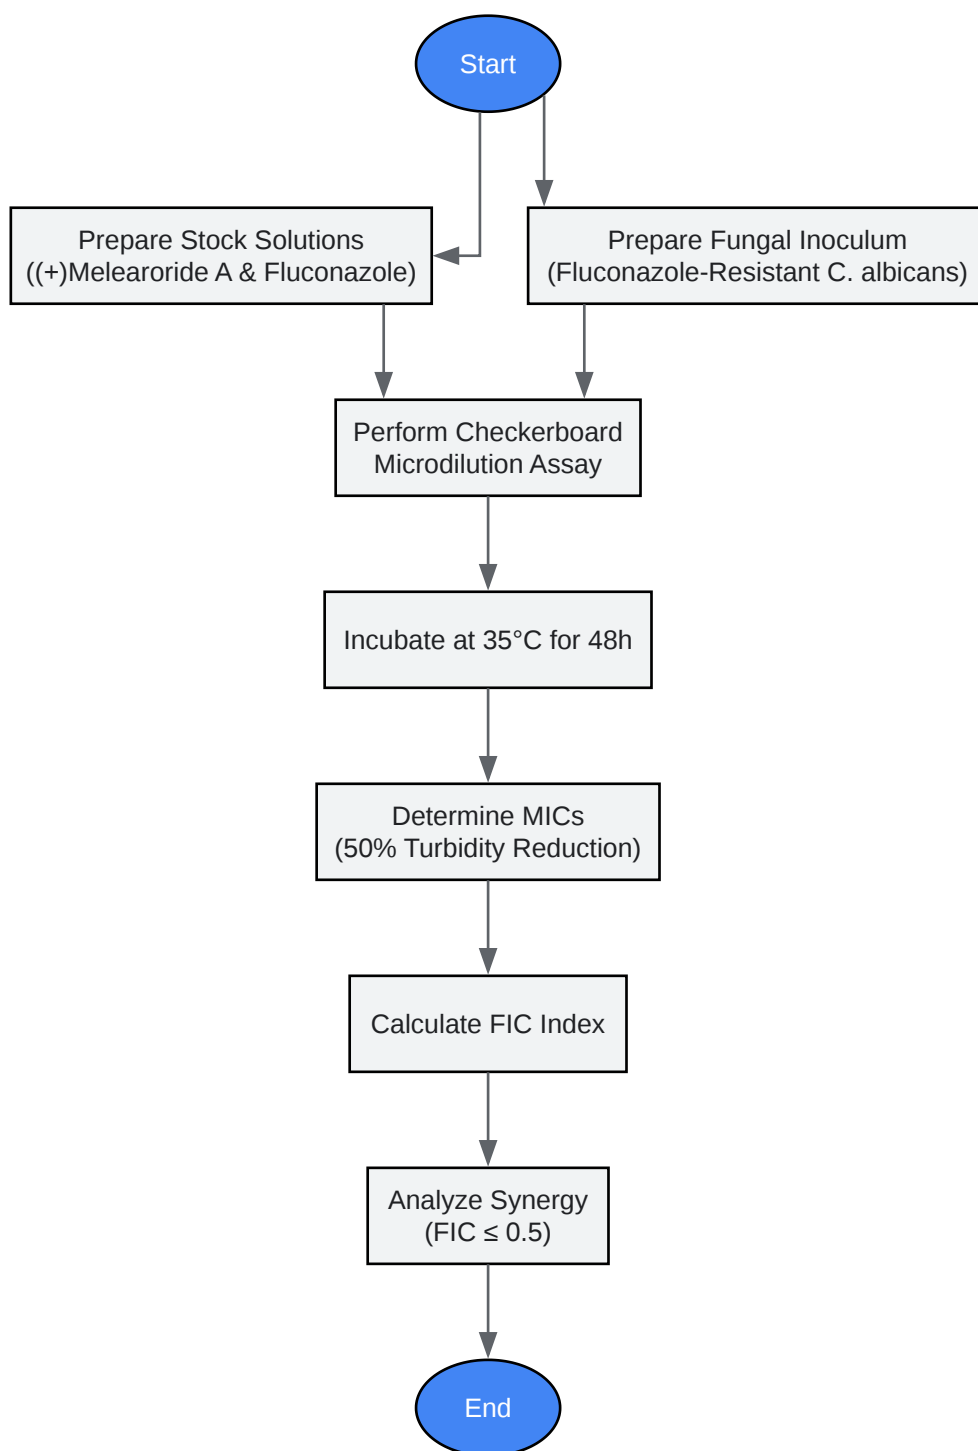 Start
Prepare Stock Solutions
((+)Melearoride A & Fluconazole)
Prepare Fungal Inoculum
(Fluconazole-Resistant C. albicans)
Perform Checkerboard
Microdilution Assay
Incubate at 35°C for 48h
Determine MICs
(50% Turbidity Reduction)
Calculate FIC Index
Analyze Synergy
(FIC ≤ 0.5)
End